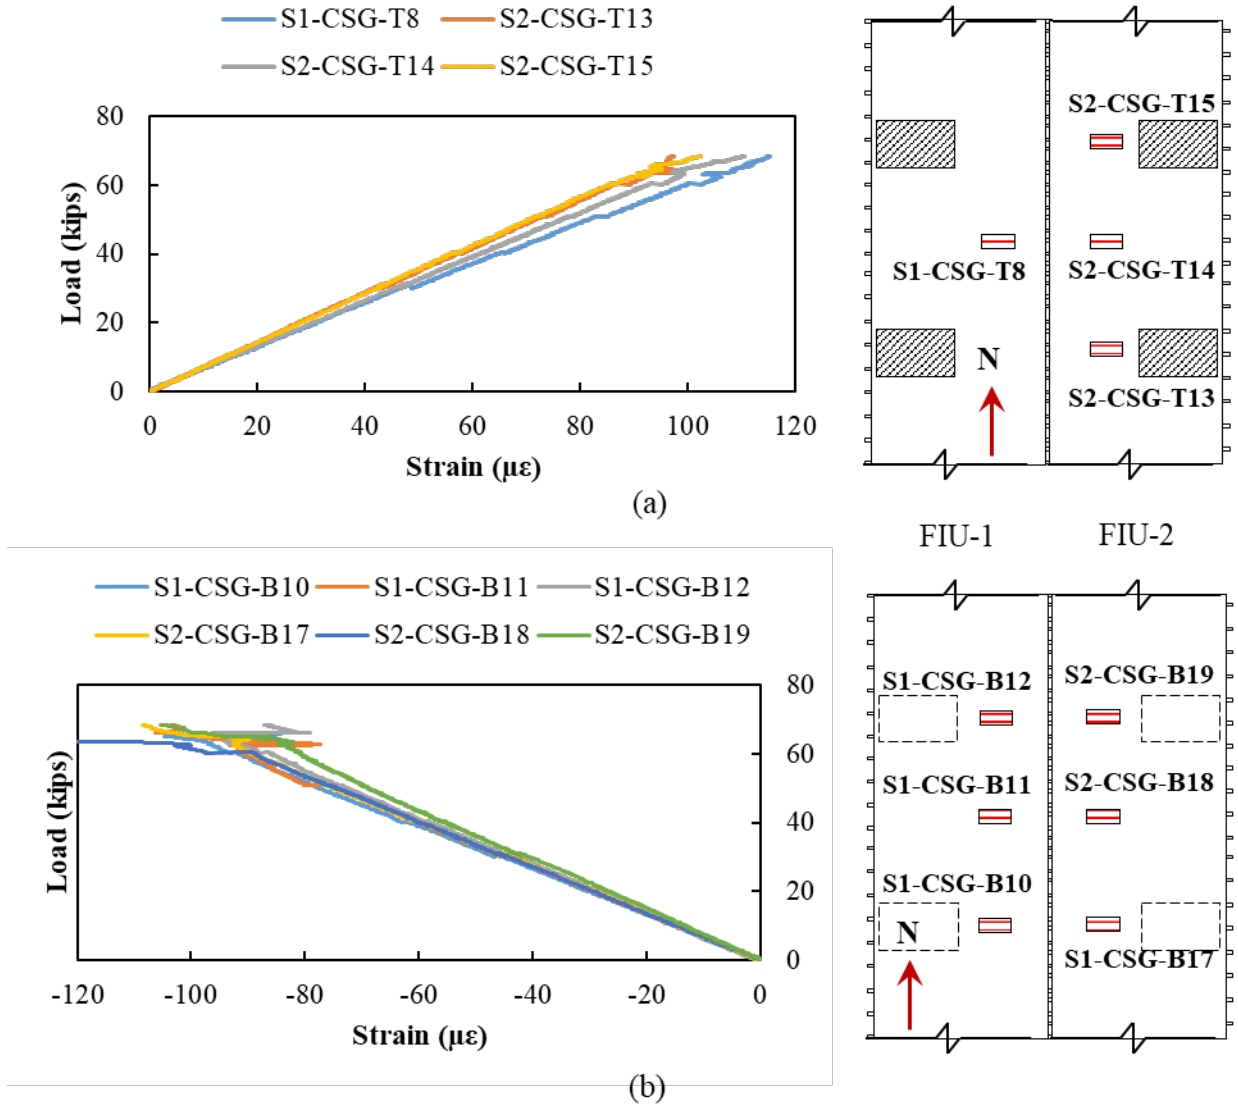 S1-CSG-T8 S2-CSG-T13
S2-CSG-T14 S2-CSG-T15
80
60
40
20
0
Load (kips)
0 20 40 60 80 100 120
Strain (με)
(a)
S2-CSG-T15
S1-CSG-T8 S2-CSG-T14
N
S2-CSG-T13
FIU-1 FIU-2
S1-CSG-B10 S1-CSG-B11 S1-CSG-B12
S2-CSG-B17 S2-CSG-B18 S2-CSG-B19
Load (kips)
80
60
40
20
0
-120 -100 -80 -60 -40 -20 0
Strain (με)
(b)
S1-CSG-B12 S2-CSG-B19
S1-CSG-B11 S2-CSG-B18
S1-CSG-B10
N
S1-CSG-B17